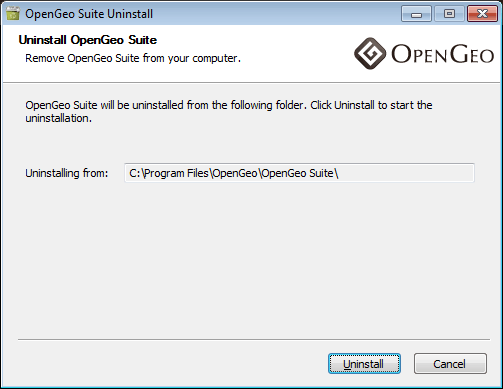 OpenGeo Suite Uninstall
Uninstall OpenGeo Suite
Remove OpenGeo Suite from your computer.
OPENGEO
OpenGeo Suite will be uninstalled from the following folder. Click Uninstall to start the
uninstallation.
Uninstalling from: C:\Program Files\OpenGeo\OpenGeo Suite\
Uninstall Cancel